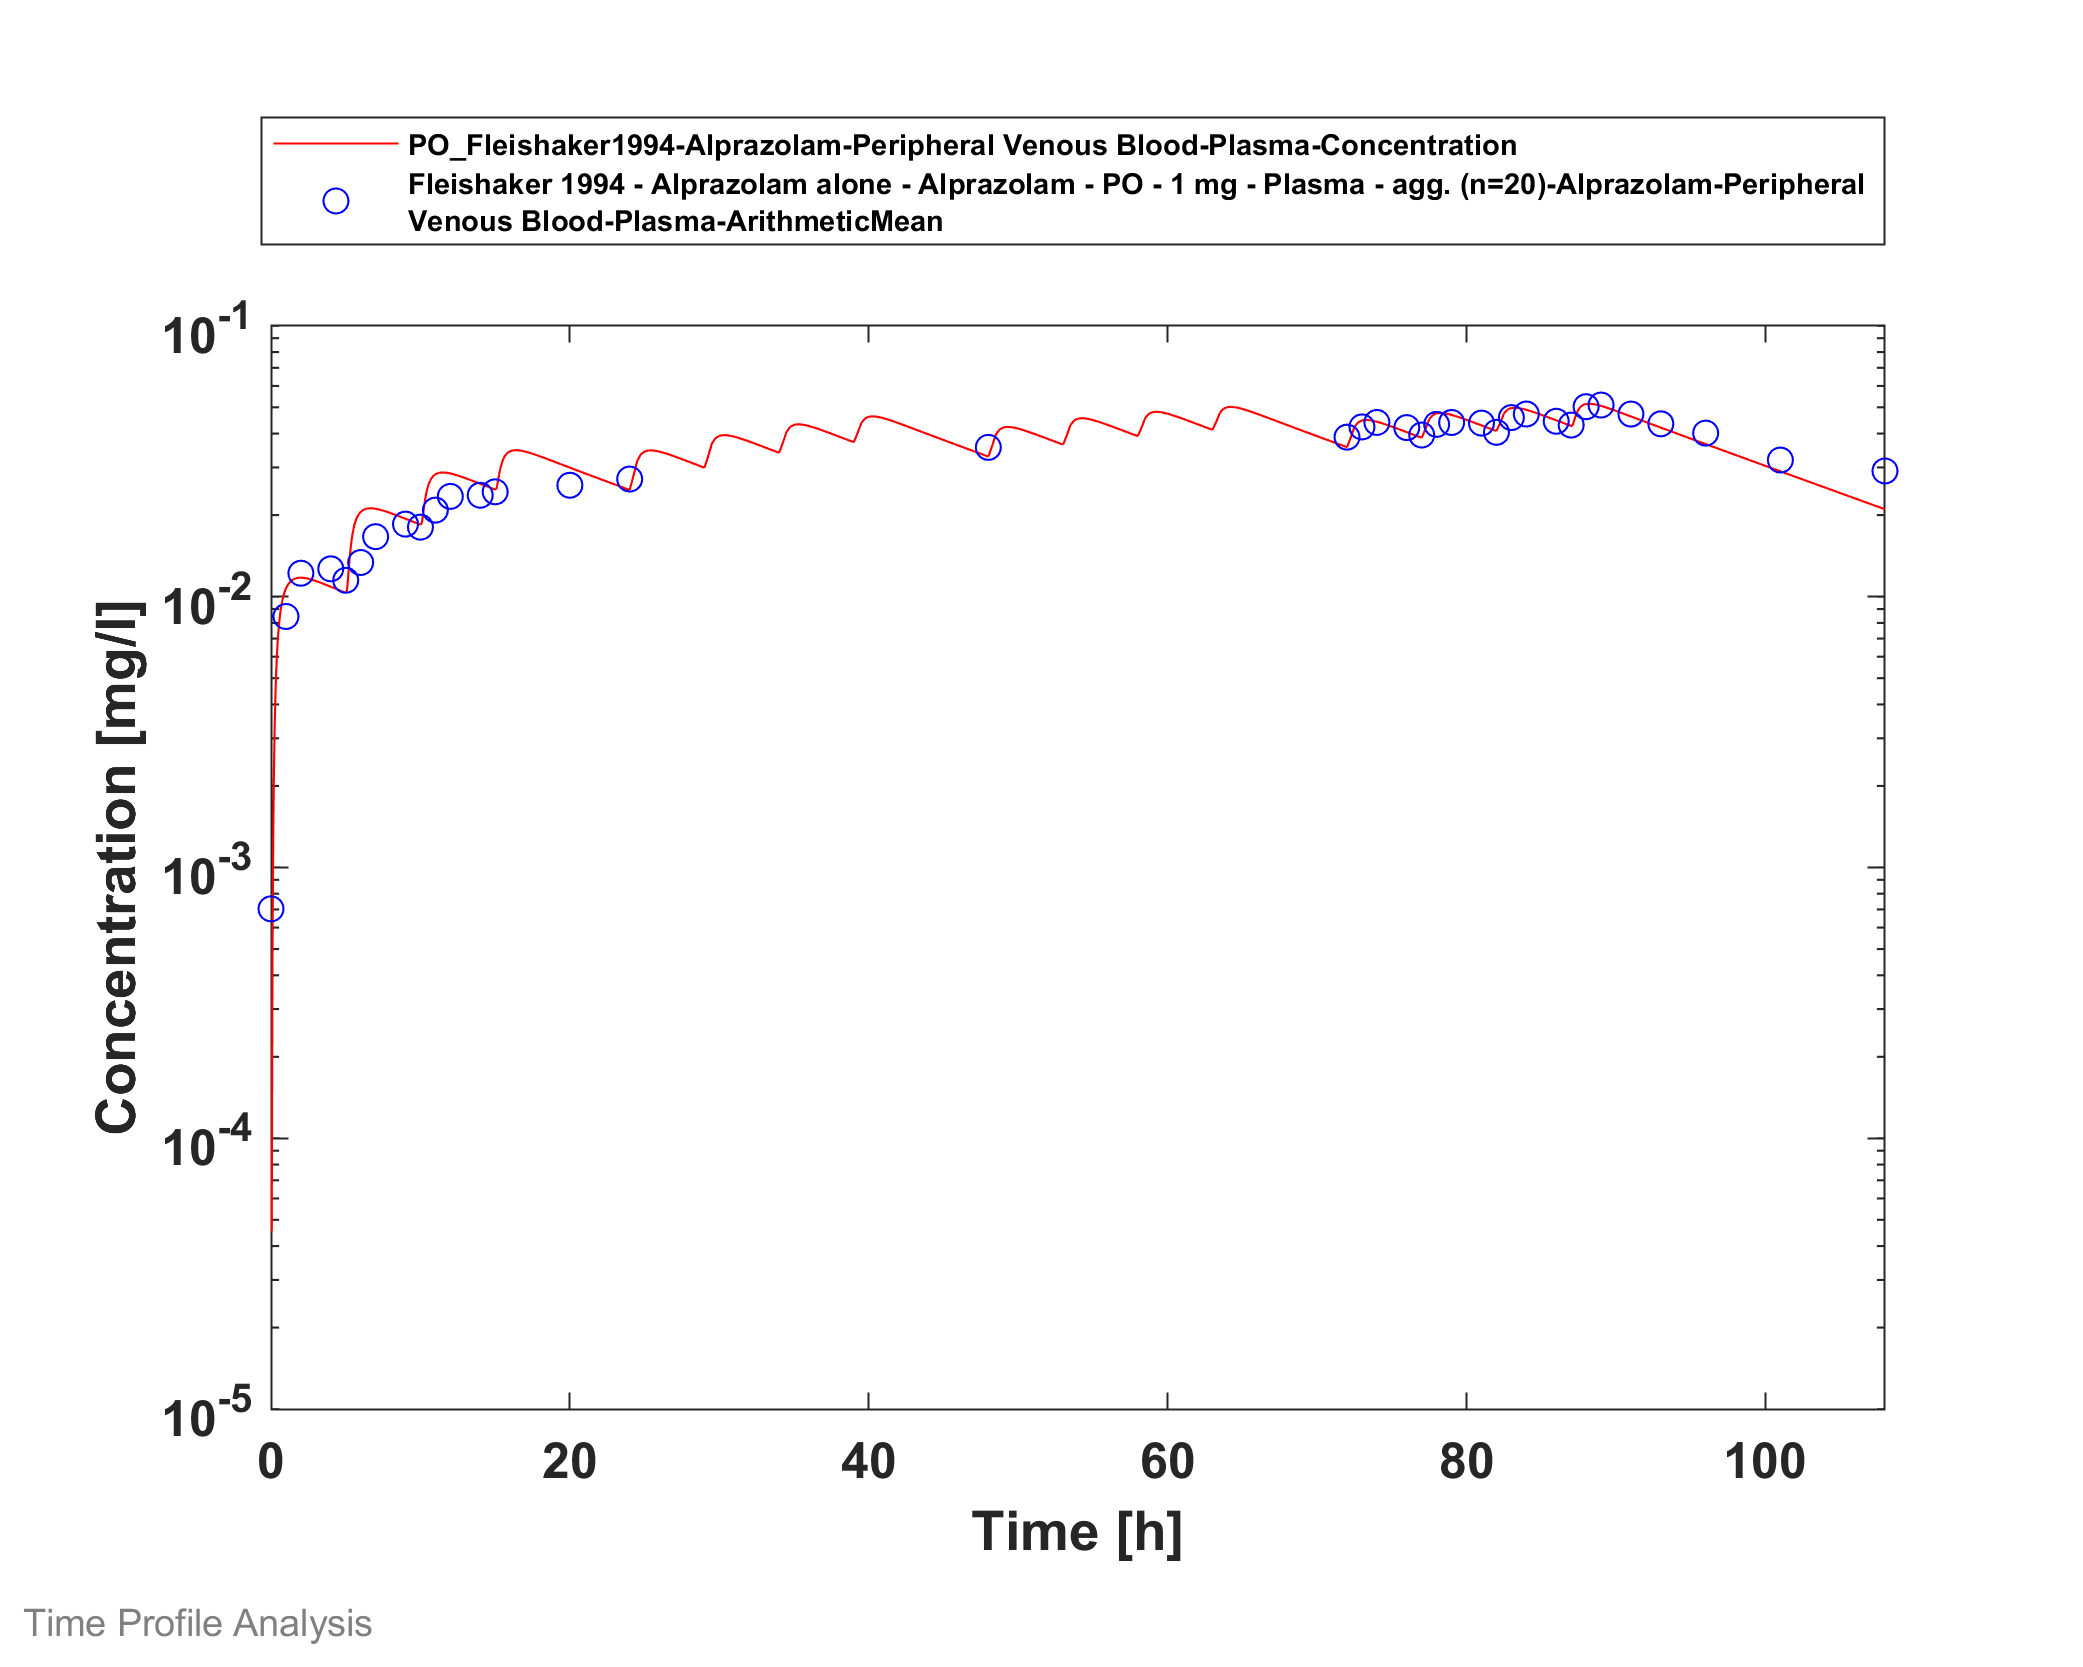 PO_Fleishaker1994-Alprazolam-Peripheral Venous Blood-Plasma-Concentration
Fleishaker 1994 - Alprazolam alone - Alprazolam - PO - 1 mg - Plasma - agg. (n=20)-Alprazolam-Peripheral
Venous Blood-Plasma-ArithmeticMean
10^-1
10^-2
10^-3
10^-4
10^-5
Concentration [mg/l]
0 20 40 60 80 100
Time [h]
Time Profile Analysis